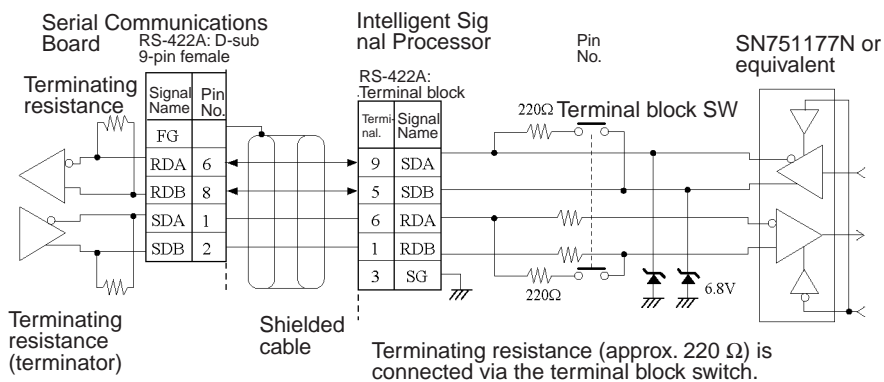 Serial Communications
Board
RS-422A: D-sub
9-pin female
Intelligent Sig
nal Processor
RS-422A:
Terminal block
Pin
No.
SN751177N or
equivalent
Terminating
resistance
Signal
Name
Pin
No.
FG
RDA 6
RDB 8
SDA 1
SDB 2
Termi-
nal.
Signal
Name
9 SDA
5 SDB
6 RDA
1 RDB
3 SG
220Ω
Terminal block SW
220Ω
6.8V
Terminating
resistance
(terminator)
Shielded
cable
Terminating resistance (approx. 220 Ω) is
connected via the terminal block switch.